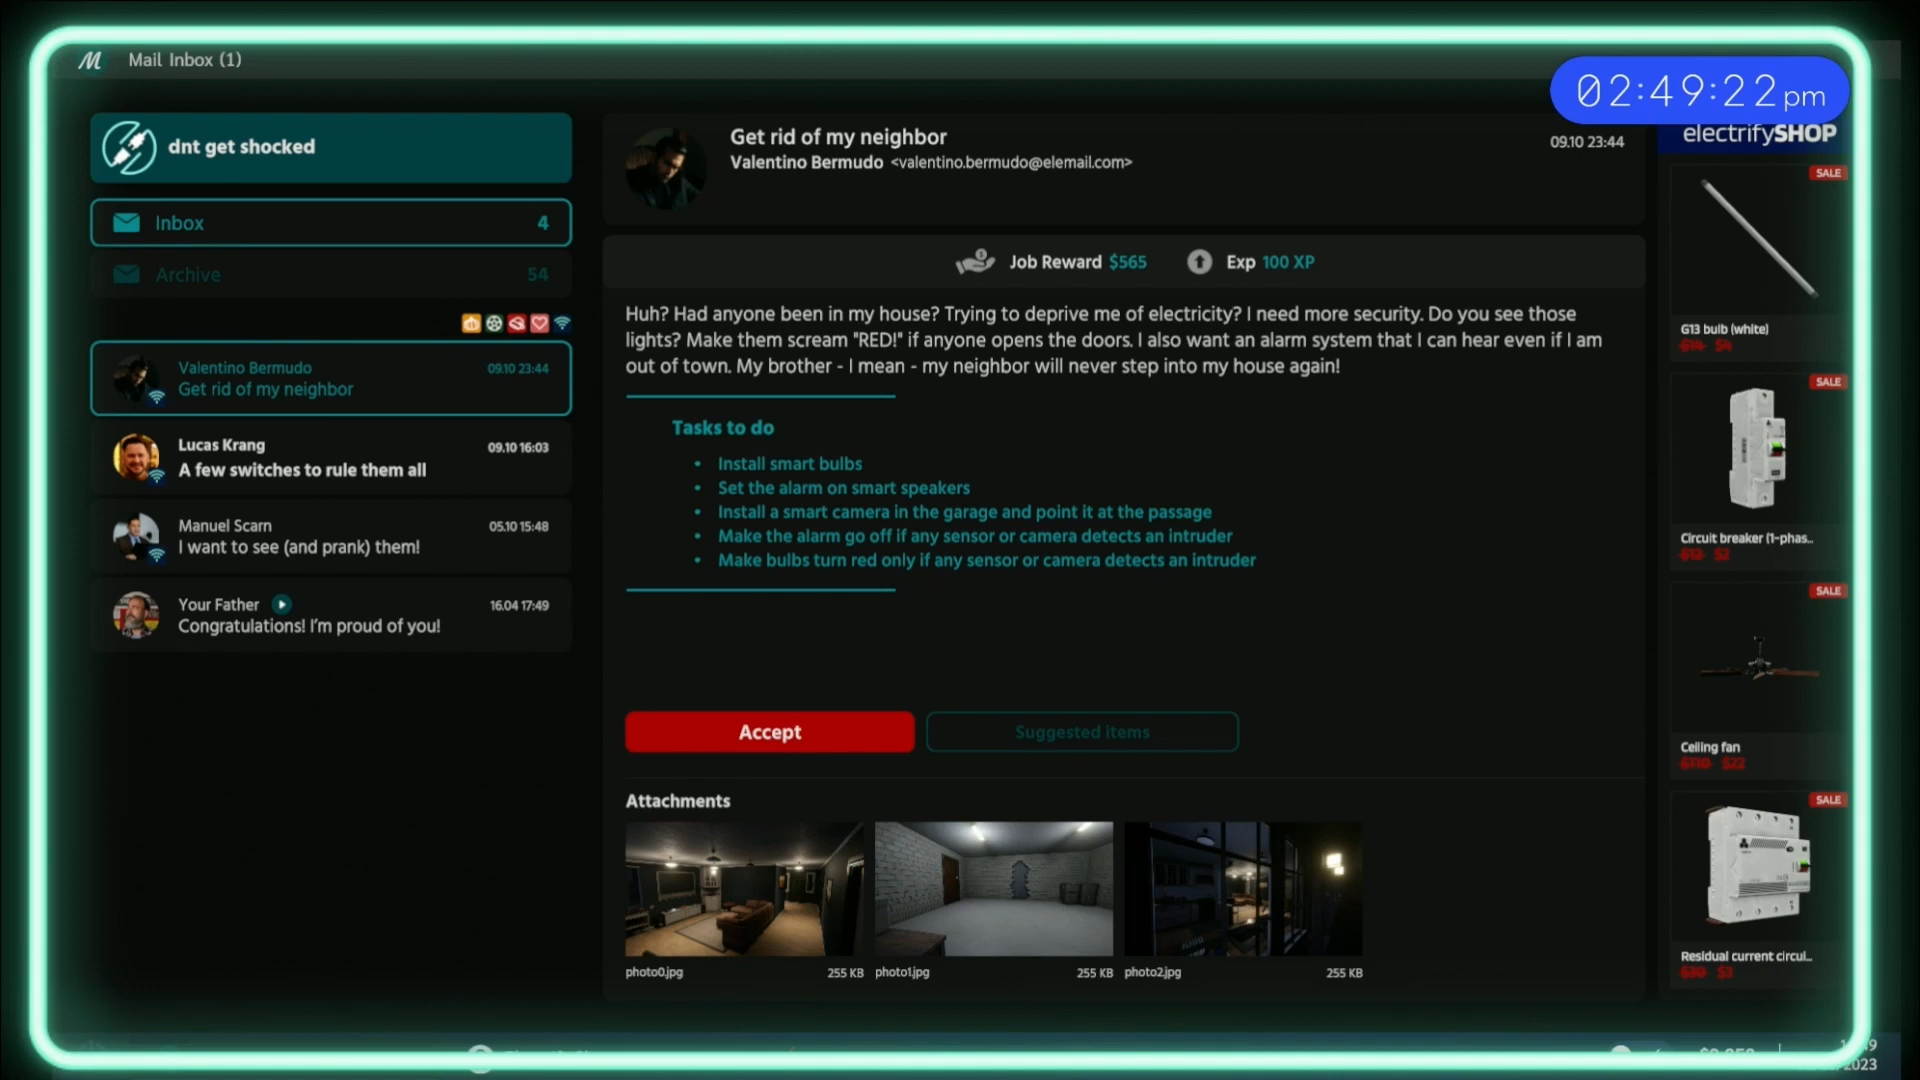 Mail Inbox (1)
02:49:22 pm
dnt get shocked
Inbox 4
Archive 54
Valentino Bermudo 09.10 23:44
Get rid of my neighbor
Lucas Krang 09.10 16:03
A few switches to rule them all
Manuel Scarn 05.10 15:48
I want to see (and prank) them!
Your Father 16.04 17:49
Congratulations! I'm proud of you!
Get rid of my neighbor
Valentino Bermudo <valentino.bermudo@elemail.com>
09.10 23:44
Job Reward $565 Exp 100 XP
Huh? Had anyone been in my house? Trying to deprive me of electricity? I need more security. Do you see those
lights? Make them scream "RED!" if anyone opens the doors. I also want an alarm system that I can hear even if I am
out of town. My brother - I mean - my neighbor will never step into my house again!
Tasks to do
• Install smart bulbs
• Set the alarm on smart speakers
• Install a smart camera in the garage and point it at the passage
• Make the alarm go off if any sensor or camera detects an intruder
• Make bulbs turn red only if any sensor or camera detects an intruder
Accept
Suggested items
Attachments
photo0.jpg 255 KB
photo1.jpg 255 KB
photo2.jpg 255 KB
electrifySHOP
SALE
G13 bulb (white)
$14 $4
SALE
Circuit breaker (1-phas...
$12 $2
SALE
Ceiling fan
$110 $22
SALE
Residual current circui...
$30 $3